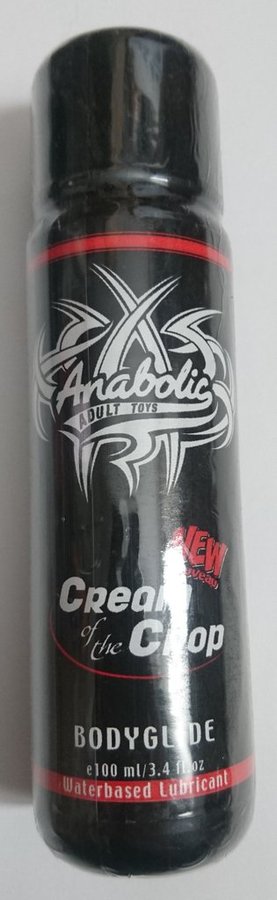 Anabolic
ADULT TOYS
NEW
Cream
of the Crop
BODYGLIDE
e100 ml/3.4 fl.oz
Waterbased Lubricant